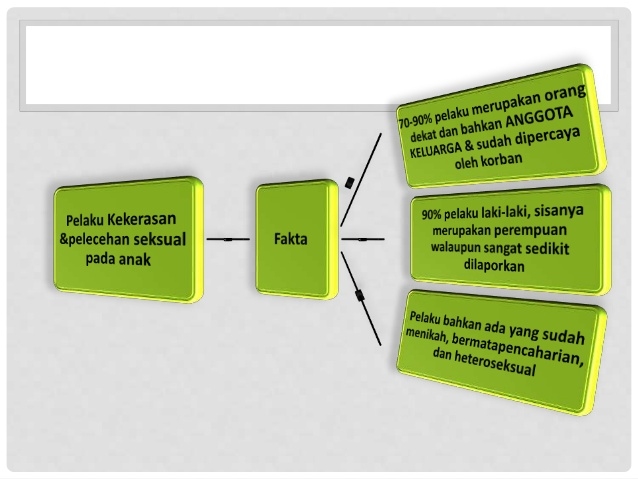 Pelaku Kekerasan
&pelecehan seksual
pada anak
Fakta
70-90% pelaku merupakan orang
dekat dan bahkan ANGGOTA
KELUARGA & sudah dipercaya
oleh korban
90% pelaku laki-laki, sisanya
merupakan perempuan
walaupun sangat sedikit
dilaporkan
Pelaku bahkan ada yang sudah
menikah, bermatapencaharian,
dan heteroseksual